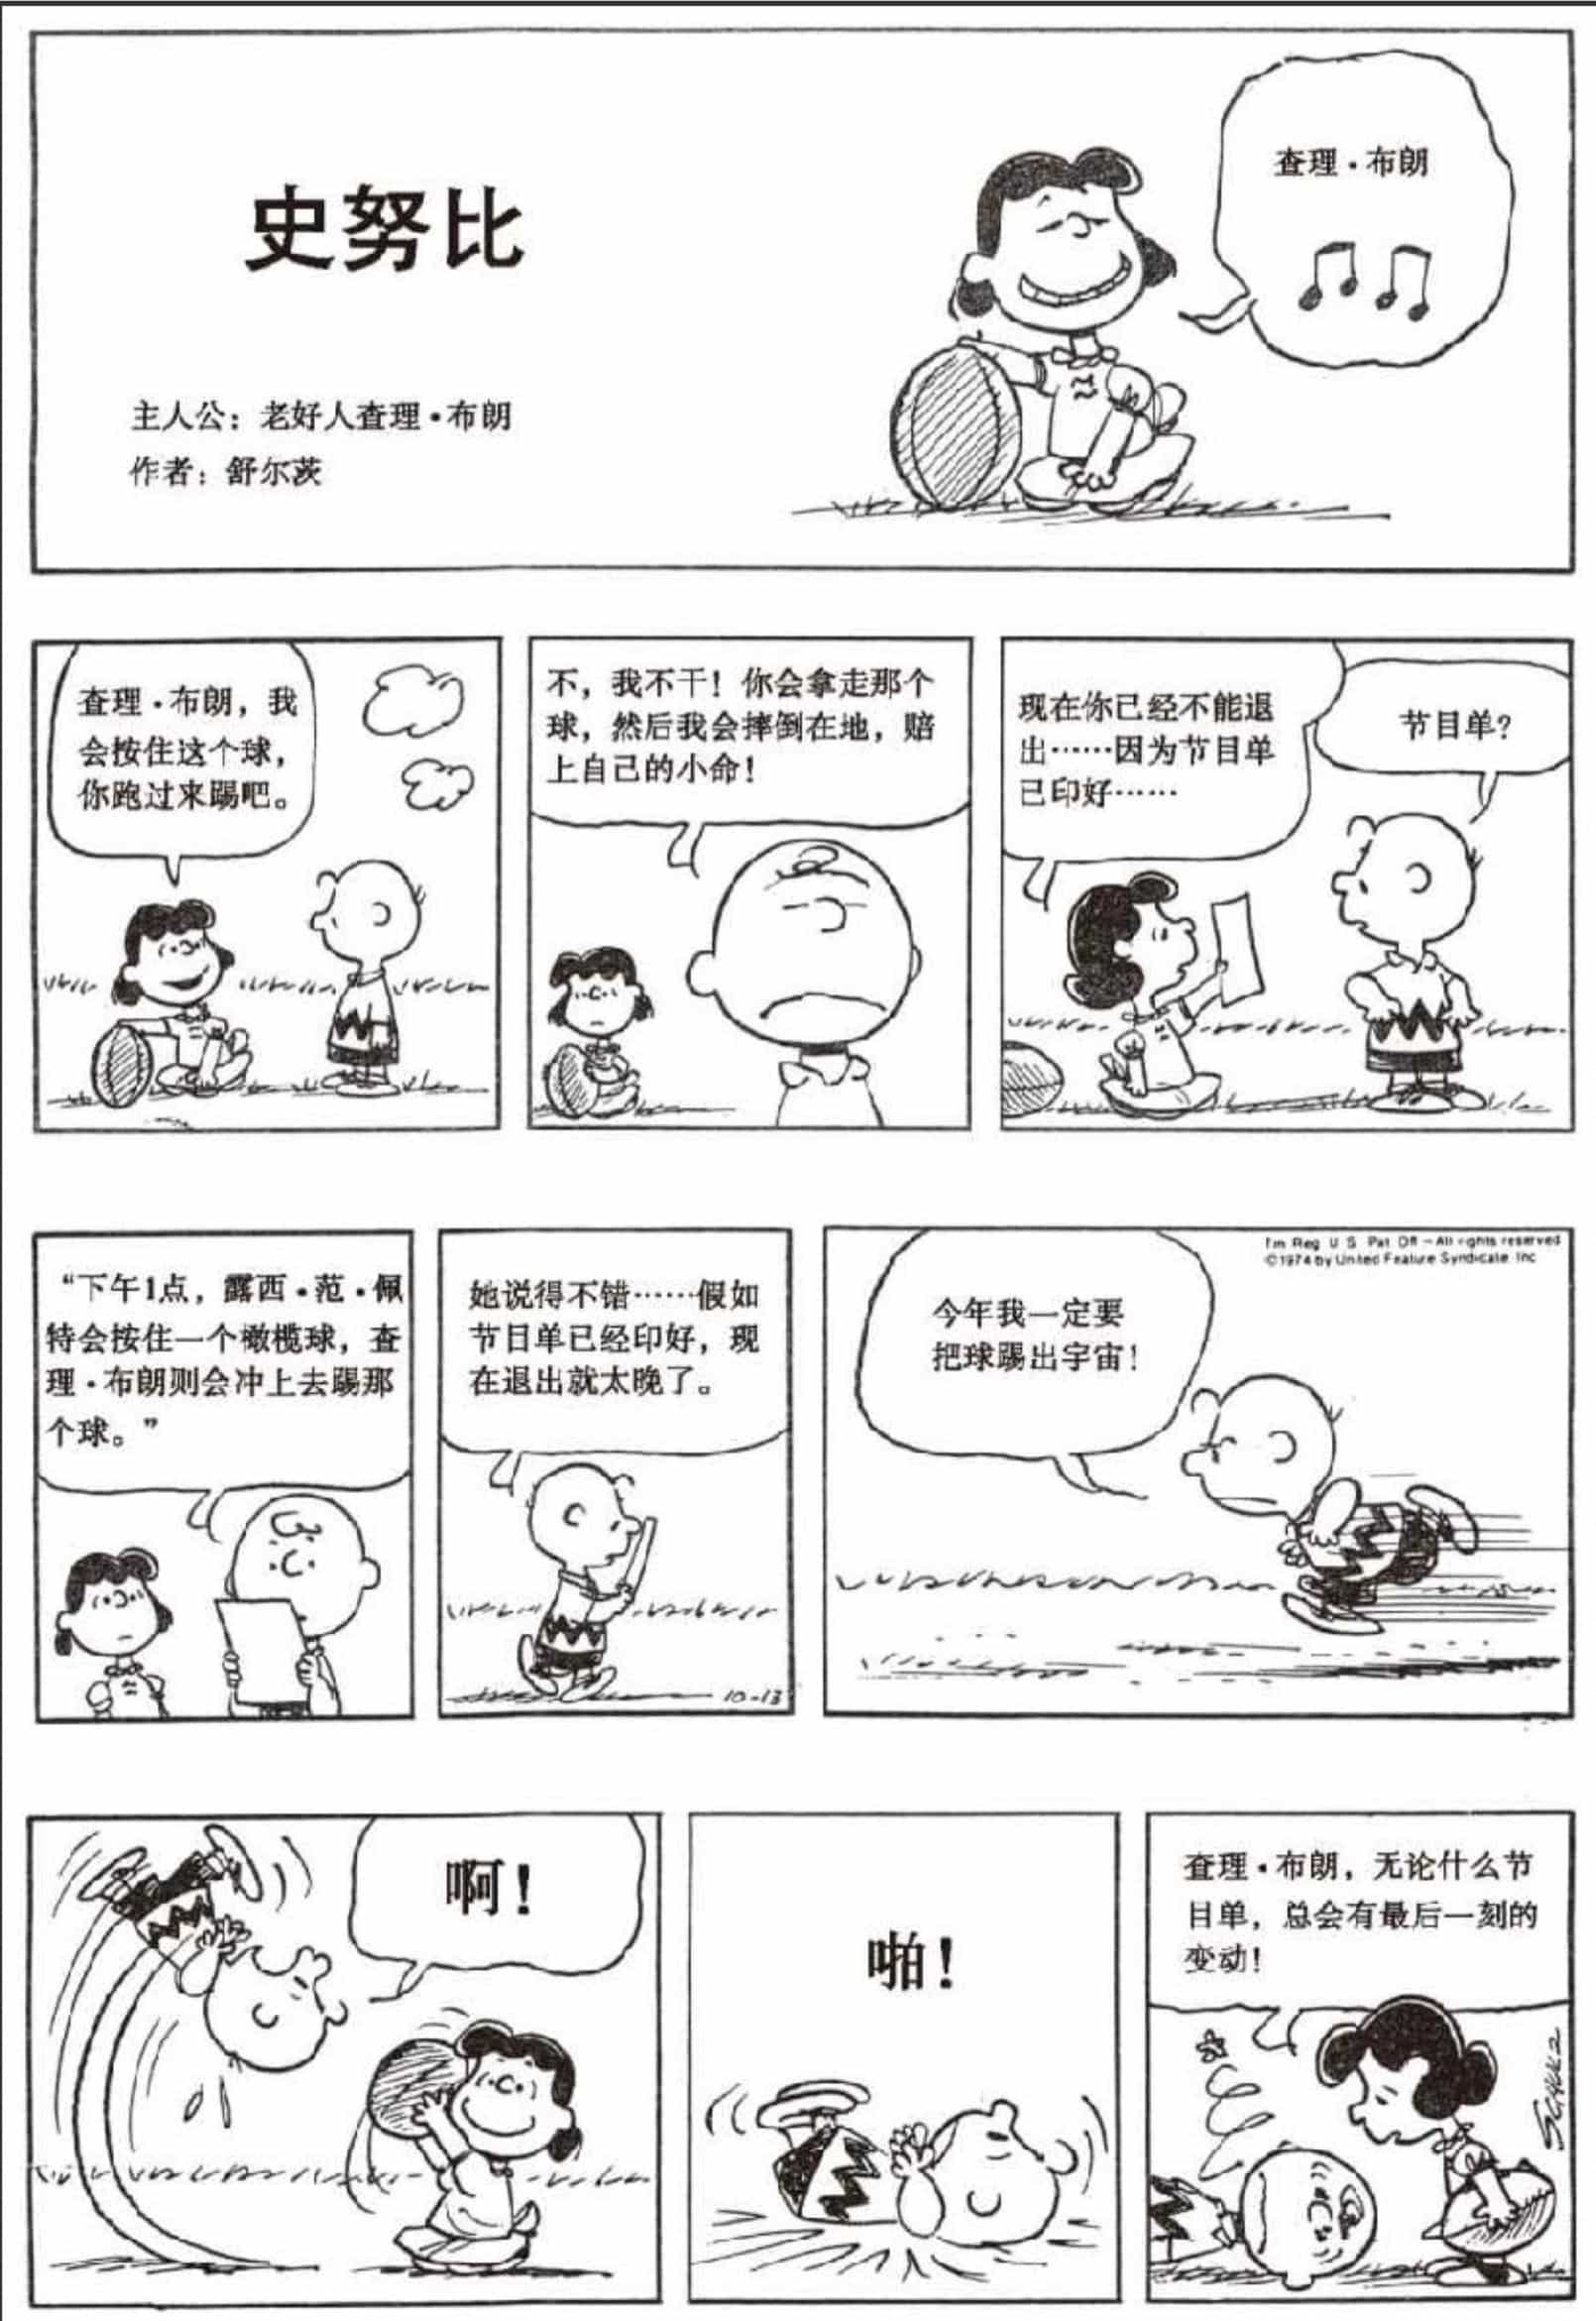 查理·布朗
史努比
主人公：老好人查理·布朗
作者：舒尔茨
查理·布朗，我
会按住这个球，
你跑过来踢吧。
不，我不干！你会拿走那个
球，然后我会摔倒在地，赔
上自己的小命！
现在你已经不能退
出……因为节目单
已印好……
节目单？
“下午1点，露西·范·佩
特会按住一个橄榄球，查
理·布朗则会冲上去踢那
个球。”
她说得不错……假如
节目单已经印好，现
在退出就太晚了。
10-13
Tm Reg U S Pat Off—All rights reserved
©1974 by United Feature Syndicate Inc
今年我一定要
把球踢出宇宙！
啊！
啪！
查理·布朗，无论什么节
目单，总会有最后一刻的
变动！
SCHULZ